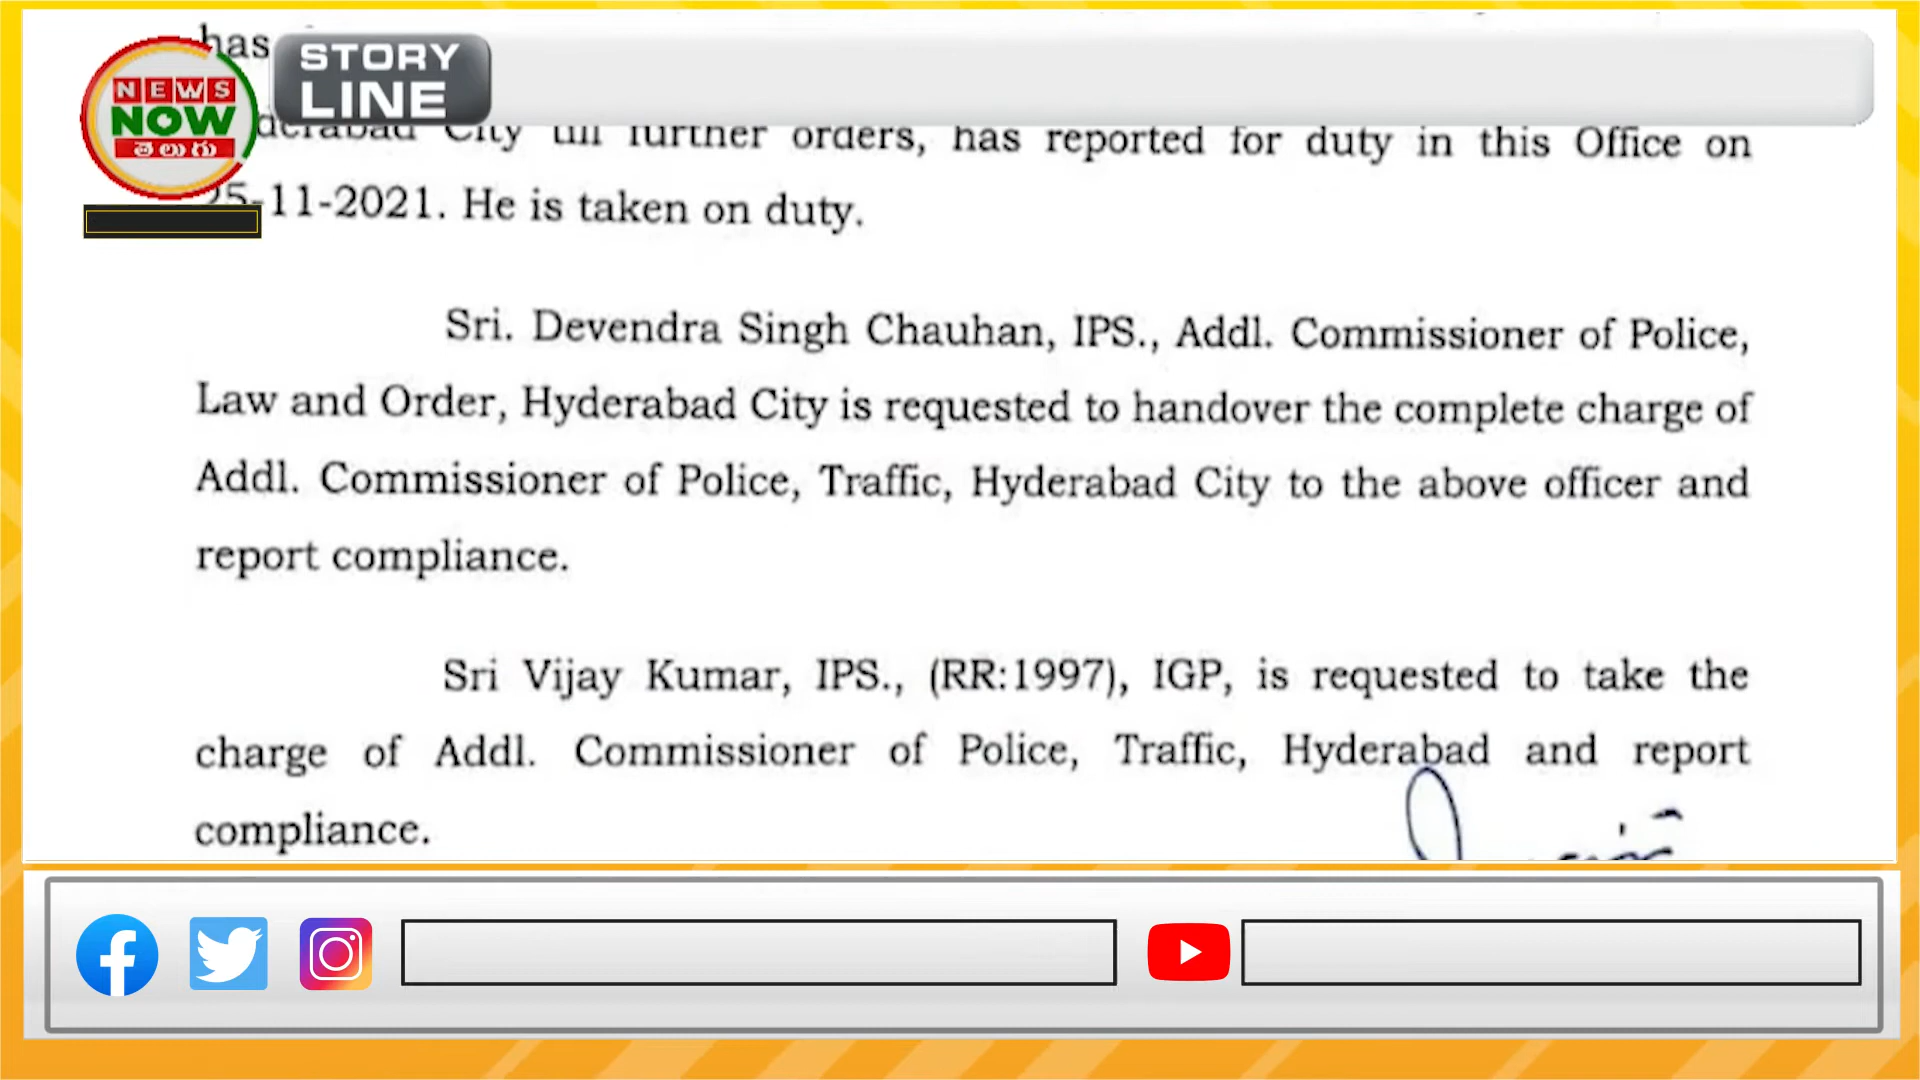 has
STORY
LINE
NEWS
NOW
తెలుగు
City till further orders, has reported for duty in this Office on
25-11-2021. He is taken on duty.
Sri. Devendra Singh Chauhan, IPS., Addl. Commissioner of Police,
Law and Order, Hyderabad City is requested to handover the complete charge of
Addl. Commissioner of Police, Traffic, Hyderabad City to the above officer and
report compliance.
Sri Vijay Kumar, IPS., (RR:1997), IGP, is requested to take the
charge of Addl. Commissioner of Police, Traffic, Hyderabad and report
compliance.